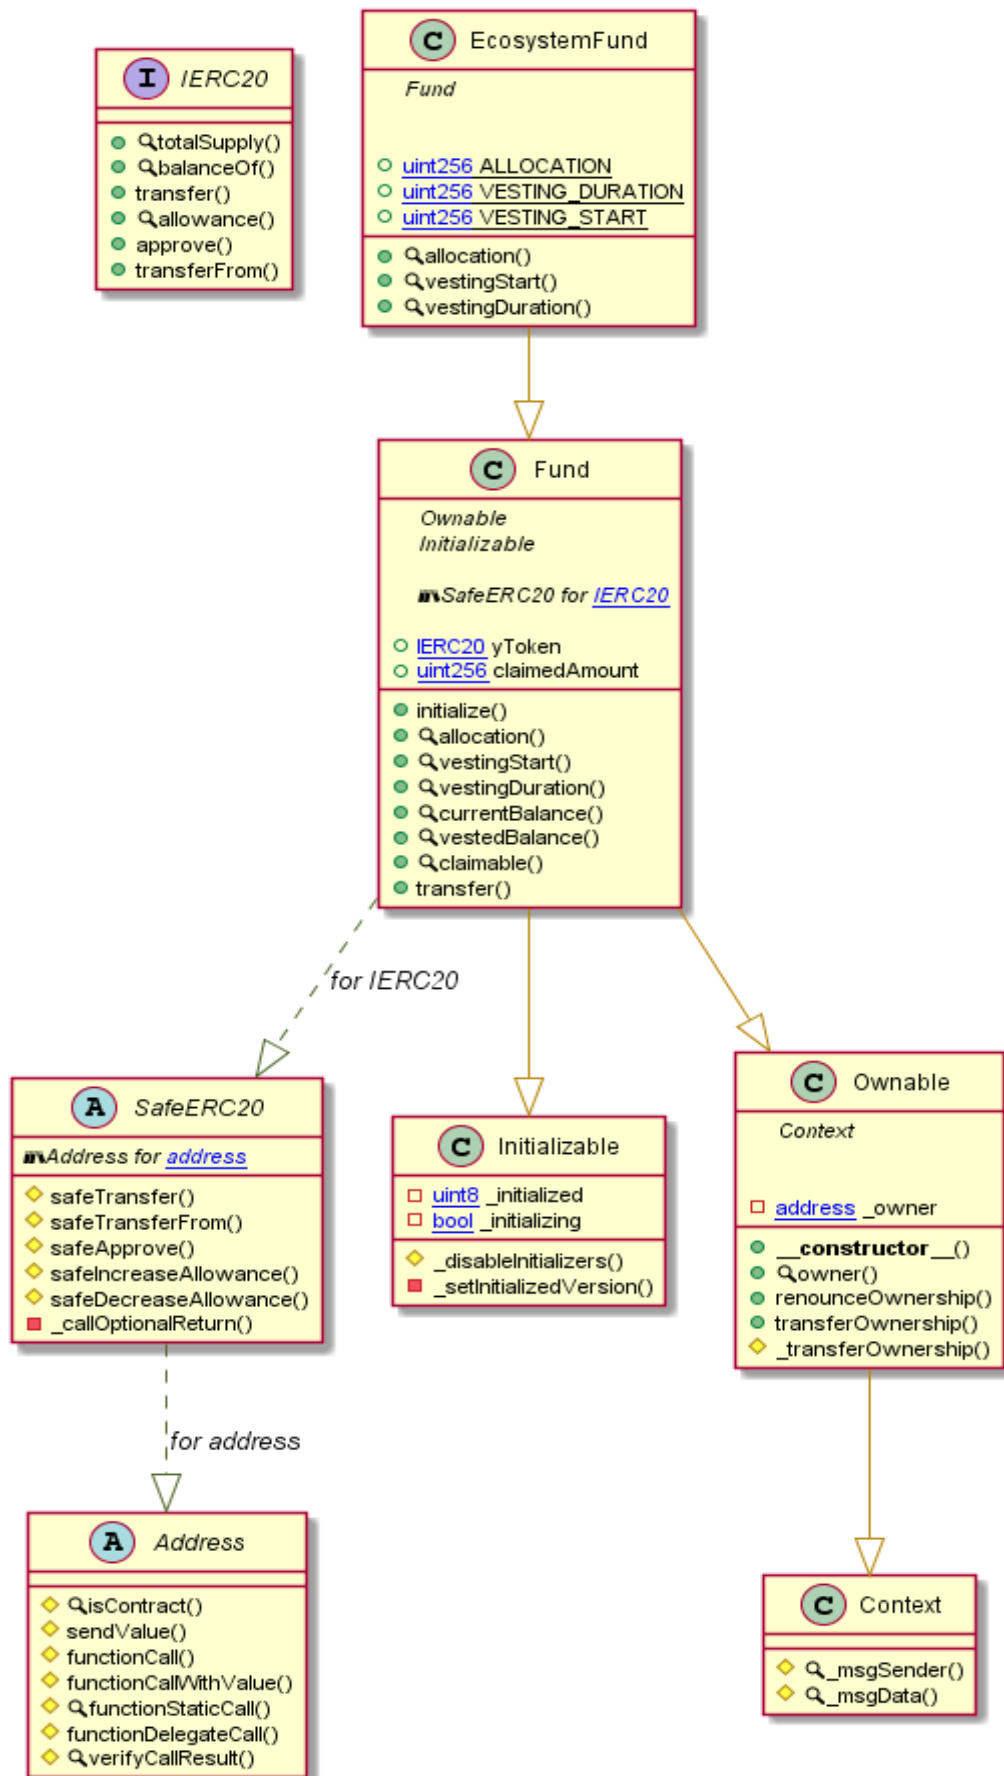 I IERC20
totalSupply()
balanceOf()
transfer()
allowance()
approve()
transferFrom()
C EcosystemFund
Fund
uint256 ALLOCATION
uint256 VESTING_DURATION
uint256 VESTING_START
allocation()
vestingStart()
vestingDuration()
C Fund
Ownable
Initializable
SafeERC20 for IERC20
IERC20 yToken
uint256 claimedAmount
initialize()
allocation()
vestingStart()
vestingDuration()
currentBalance()
vestedBalance()
claimable()
transfer()
for IERC20
A SafeERC20
Address for address
safeTransfer()
safeTransferFrom()
safeApprove()
safeIncreaseAllowance()
safeDecreaseAllowance()
_callOptionalReturn()
C Initializable
uint8 _initialized
bool _initializing
_disableInitializers()
_setInitializedVersion()
C Ownable
Context
address _owner
__constructor__()
owner()
renounceOwnership()
transferOwnership()
_transferOwnership()
for address
A Address
isContract()
sendValue()
functionCall()
functionCallWithValue()
functionStaticCall()
functionDelegateCall()
verifyCallResult()
C Context
_msgSender()
_msgData()